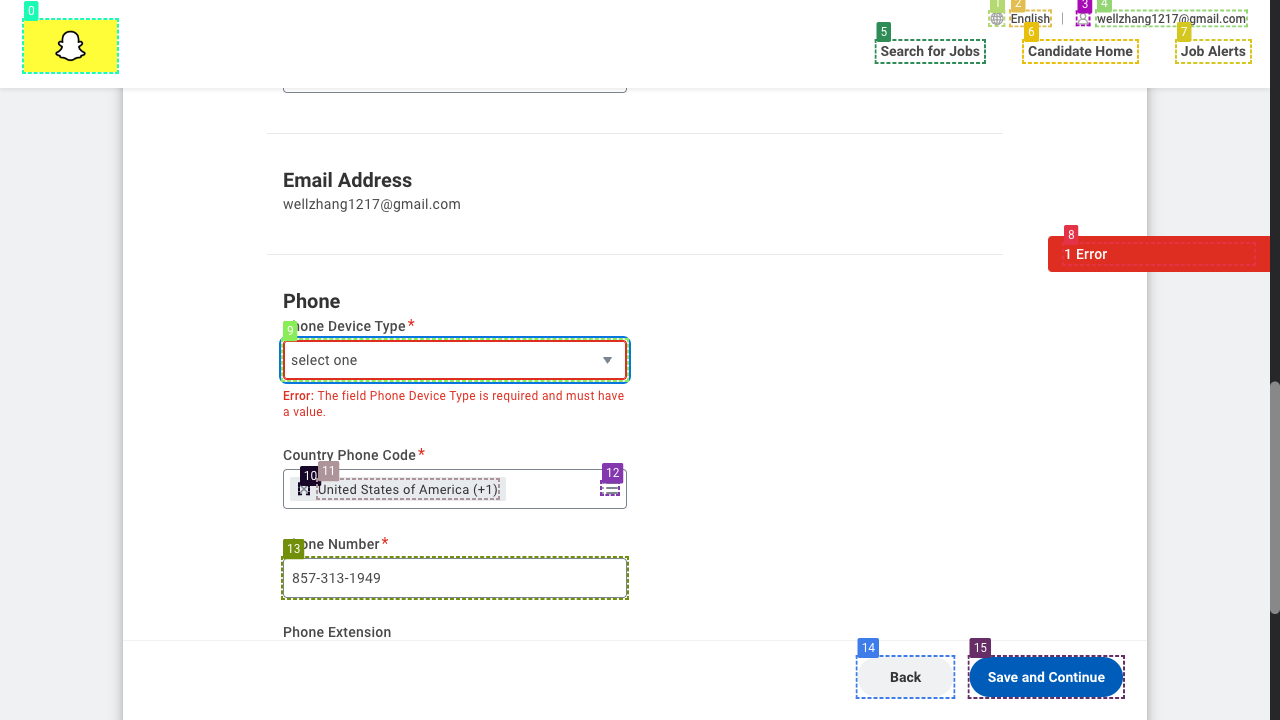 0
1
2
3
4
English
wellzhang1217@gmail.com
5
6
7
Search for Jobs
Candidate Home
Job Alerts
Email Address
wellzhang1217@gmail.com
8
1 Error
Phone
hone Device Type*
9
select one
Error: The field Phone Device Type is required and must have
a value.
Country Phone Code*
10
11
12
United States of America (+1)
one Number*
13
857-313-1949
Phone Extension
14
15
Back
Save and Continue